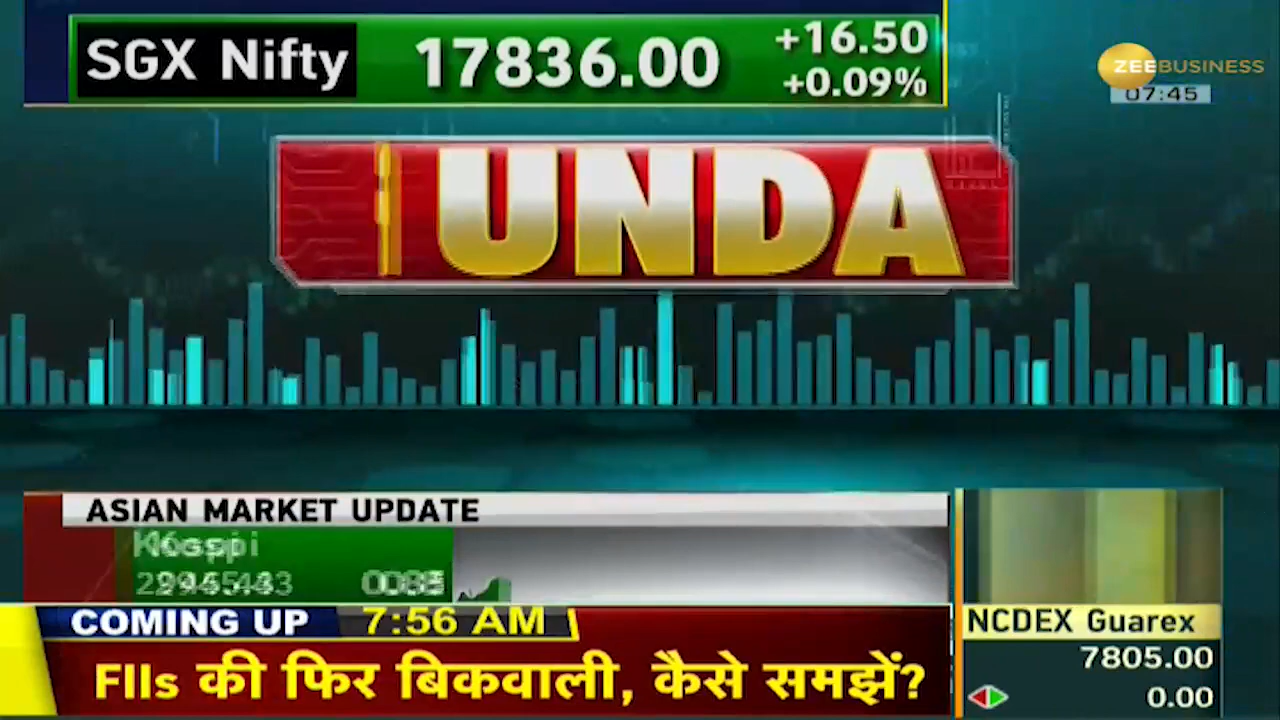 SGX Nifty
17836.00
+16.50
+0.09%
ZEEBUSINESS
07:45
UNDA
ASIAN MARKET UPDATE
Kospi
COMING UP
7:56 AM
FIIs की फिर बिकवाली, कैसे समझें?
NCDEX Guarex
7805.00
0.00